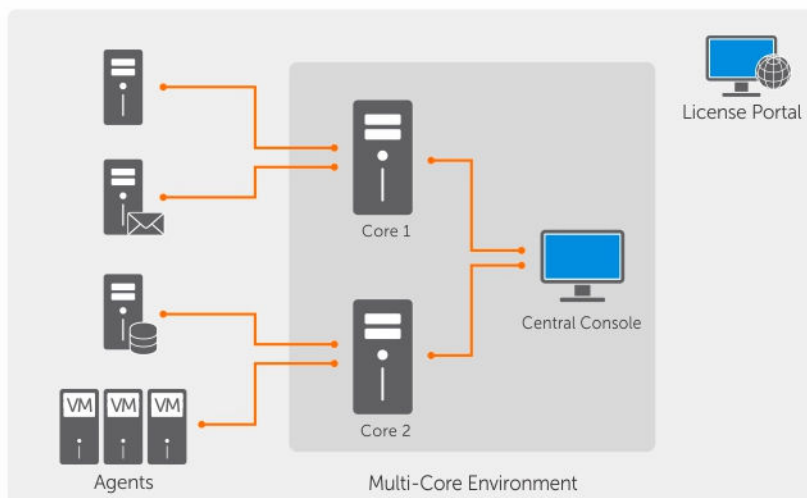 License Portal
Core 1
Central Console
VM VM VM
Core 2
Agents
Multi-Core Environment